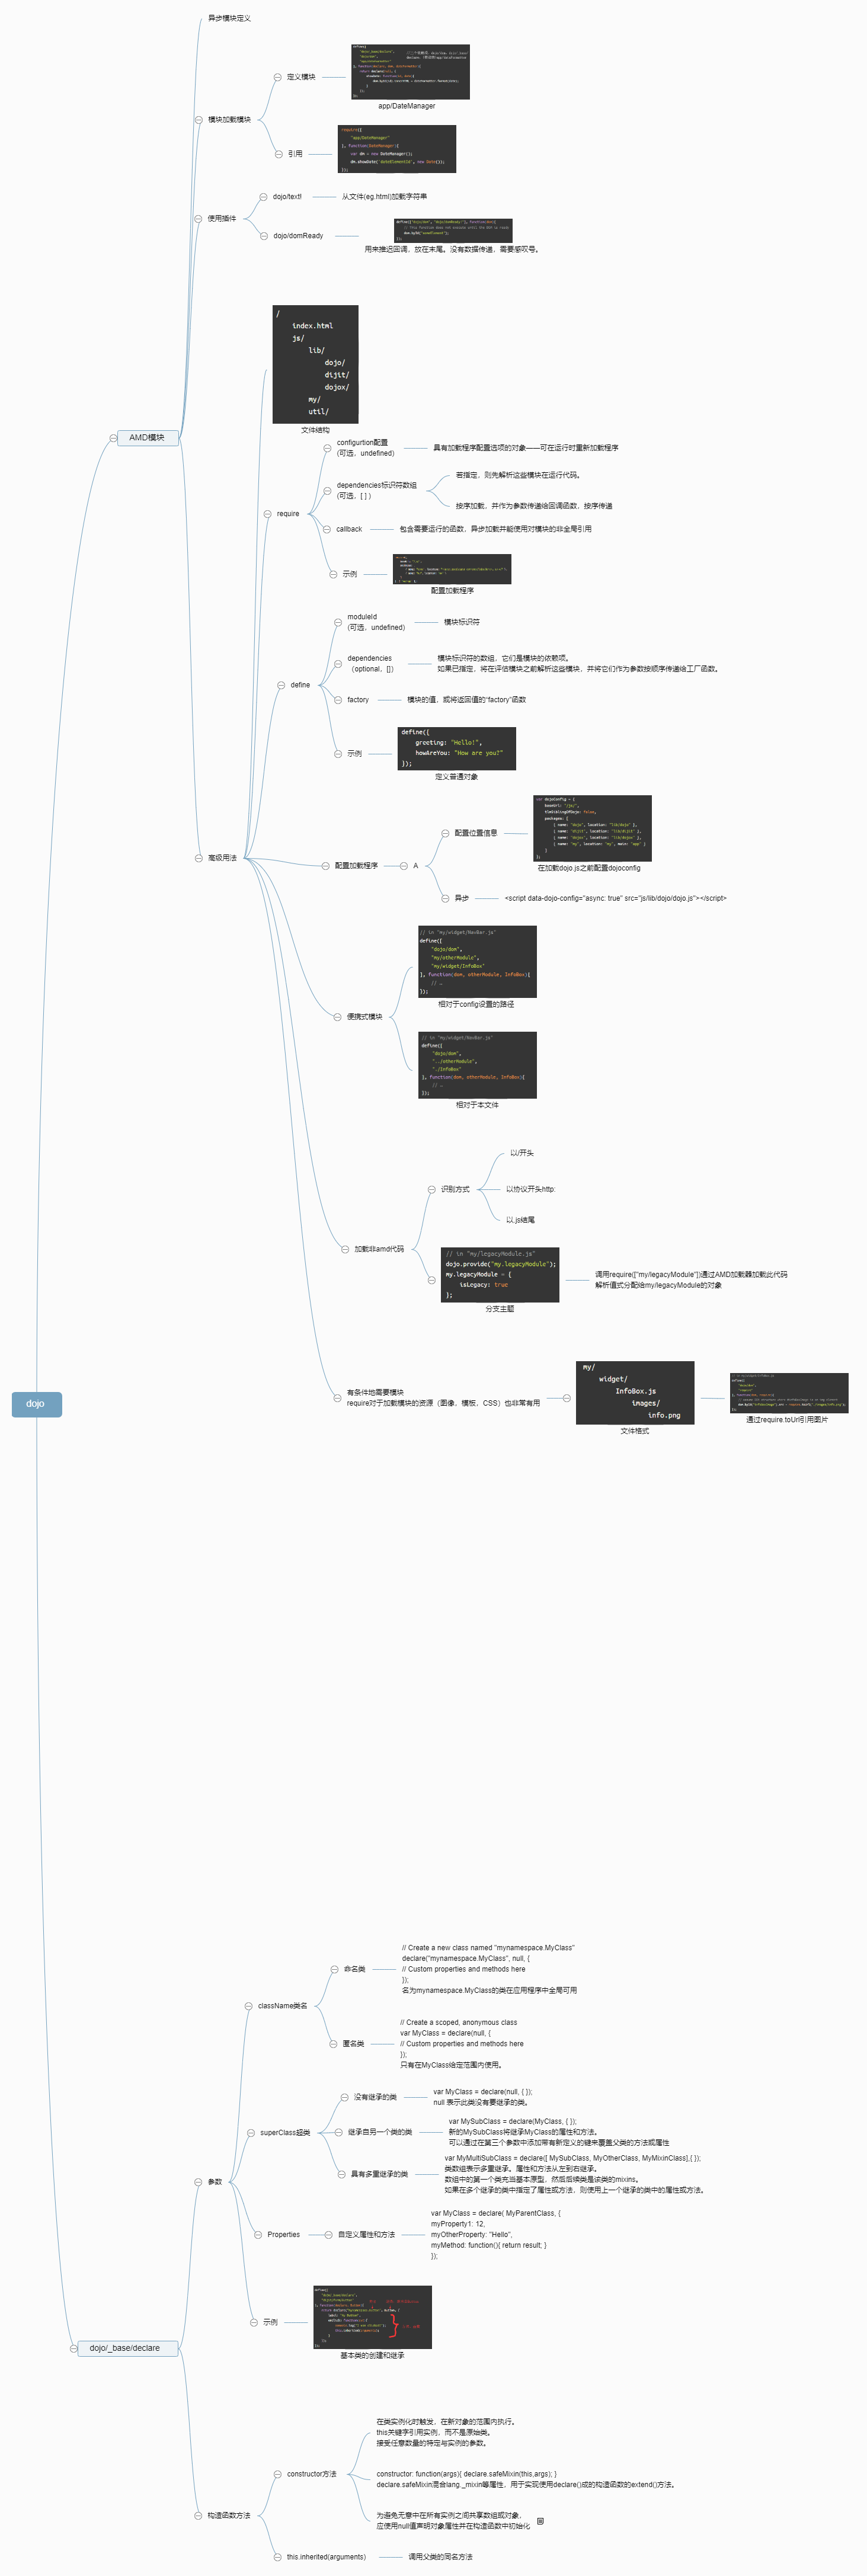 dojo
AMD模块
异步模块定义
模块加载模块
定义模块
app/DateManager
引用
require([
"app/DateManager"
], function(DateManager){
var dm = new DateManager();
dm.showDate('dateElementId', new Date());
});
使用插件
dojo/text!
从文件(eg.html)加载字符串
dojo/domReady
用来推迟回调，放在末尾。没有数据传递，需要感叹号。
高级用法
/
index.html
js/
lib/
dojo/
dijit/
dojox/
my/
util/
文件结构
require
configurtion配置
(可选，undefined)
具有加载程序配置选项的对象——可在运行时重新加载程序
dependencies标识符数组
(可选，[ ] )
若指定，则先解析这些模块在运行代码。
按序加载，并作为参数传递给回调函数，按序传递
callback
包含需要运行的函数，异步加载并能使用对模块的非全局引用
示例
配置加载程序
define
moduleId
(可选，undefined)
模块标识符
dependencies
（optional，[]）
模块标识符的数组，它们是模块的依赖项。
如果已指定，将在评估模块之前解析这些模块，并将它们作为参数按顺序传递给工厂函数。
factory
模块的值，或将返回值的“factory”函数
示例
define({
greeting: "Hello!",
howAreYou: "How are you?"
});
定义普通对象
配置加载程序
A
配置位置信息
var dojoConfig = {
baseUrl: "/js/",
tlmSiblingOfDojo: false,
packages: [
{ name: "dojo", location: "lib/dojo" },
{ name: "dijit", location: "lib/dijit" },
{ name: "dojox", location: "lib/dojox" },
{ name: "my", location: "my", main: "app" }
]
};
在加载dojo.js之前配置dojoconfig
异步
<script data-dojo-config="async: true" src="js/lib/dojo/dojo.js"></script>
便携式模块
// in "my/widget/NavBar.js"
define([
"dojo/dom",
"my/otherModule",
"my/widget/InfoBox"
], function(dom, otherModule, InfoBox){
// …
});
相对于config设置的路径
// in "my/widget/NavBar.js"
define([
"dojo/dom",
"../otherModule",
"./InfoBox"
], function(dom, otherModule, InfoBox){
// …
});
相对于本文件
加载非amd代码
识别方式
以/开头
以协议开头http:
以.js结尾
// in "my/legacyModule.js"
dojo.provide("my.legacyModule");
my.legacyModule = {
isLegacy: true
};
分支主题
调用require(["my/legacyModule"])通过AMD加载器加载此代码
解析值式分配给my/legacyModule的对象
有条件地需要模块
require对于加载模块的资源（图像，模板，CSS）也非常有用
my/
widget/
InfoBox.js
images/
info.png
文件格式
通过require.toUrl引用图片
dojo/_base/declare
参数
className类名
命名类
// Create a new class named "mynamespace.MyClass"
declare("mynamespace.MyClass", null, {
// Custom properties and methods here
});
名为mynamespace.MyClass的类在应用程序中全局可用
匿名类
// Create a scoped, anonymous class
var MyClass = declare(null, {
// Custom properties and methods here
});
只有在MyClass给定范围内使用。
superClass超类
没有继承的类
var MyClass = declare(null, { });
null 表示此类没有要继承的类。
继承自另一个类的类
var MySubClass = declare(MyClass, { });
新的MySubClass将继承MyClass的属性和方法。
可以通过在第三个参数中添加带有新定义的键来覆盖父类的方法或属性
具有多重继承的类
var MyMultiSubClass = declare([ MySubClass, MyOtherClass, MyMixinClass],{ });
类数组表示多重继承。属性和方法从左到右继承。
数组中的第一个类充当基本原型，然后后续类是该类的mixins。
如果在多个继承的类中指定了属性或方法，则使用上一个继承的类中的属性或方法。
Properties
自定义属性和方法
var MyClass = declare( MyParentClass, {
myProperty1: 12,
myOtherProperty: "Hello",
myMethod: function(){ return result; }
});
示例
基本类的创建和继承
构造函数方法
constructor方法
在类实例化时触发，在新对象的范围内执行。
this关键字引用实例，而不是原始类。
接受任意数量的特定与实例的参数。
constructor: function(args){ declare.safeMixin(this,args); }
declare.safeMixin混合lang._mixin等属性，用于实现使用declare()成的构造函数的extend()方法。
为避免无意中在所有实例之间共享数组或对象，
应使用null值声明对象属性并在构造函数中初始化
this.inherited(arguments)
调用父类的同名方法